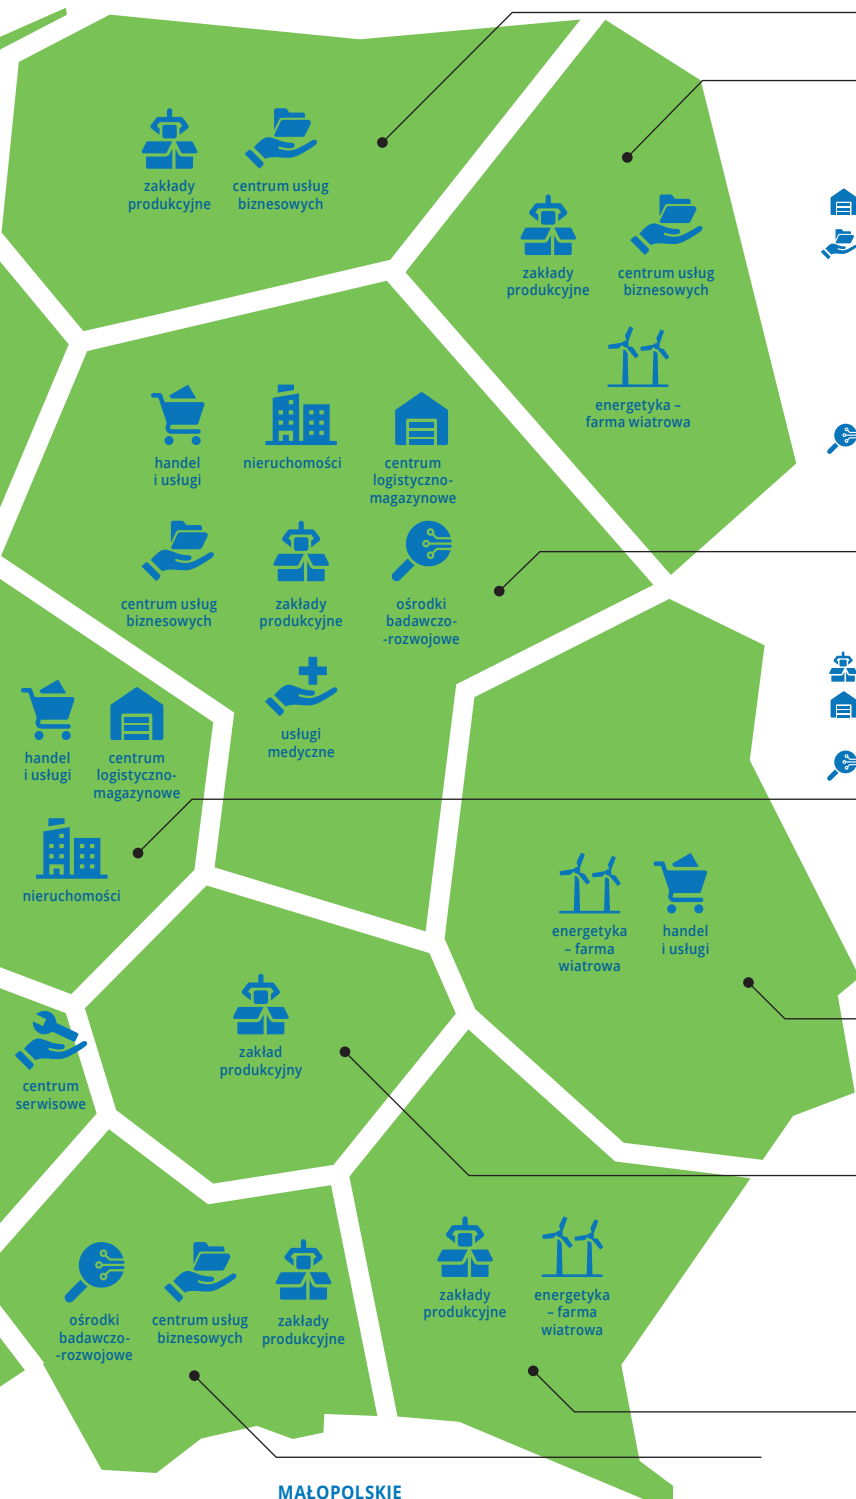 zakłady
produkcyjne
centrum usług
biznesowych
zakłady
produkcyjne
centrum usług
biznesowych
energetyka –
farma wiatrowa
handel
i usługi
nieruchomości
centrum
logistyczno-
magazynowe
centrum usług
biznesowych
zakłady
produkcyjne
ośrodki
badawczo-
-rozwojowe
usługi
medyczne
handel
i usługi
centrum
logistyczno-
magazynowe
nieruchomości
energetyka
– farma
wiatrowa
handel
i usługi
zakład
produkcyjny
centrum
serwisowe
zakłady
produkcyjne
energetyka
– farma
wiatrowa
ośrodki
badawczo-
-rozwojowe
centrum usług
biznesowych
zakłady
produkcyjne
MAŁOPOLSKIE